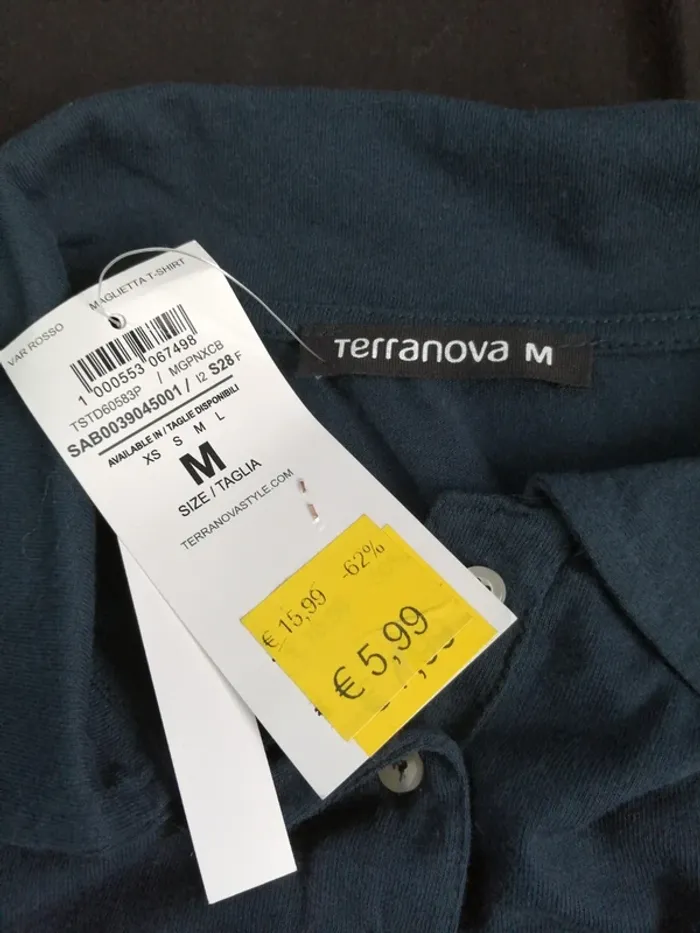 Terranova M
VAR ROSSO MAGLIETTA T-SHIRT
1 000553 067498
TSTD60583P / MGPNXCB
SAB0039045001 / I2 S28 F
AVAILABLE IN / TAGLIE DISPONIBILI
XS S M L
M
SIZE / TAGLIA
TERRANOVASTYLE.COM
€ 15,99 -62%
€ 5,99